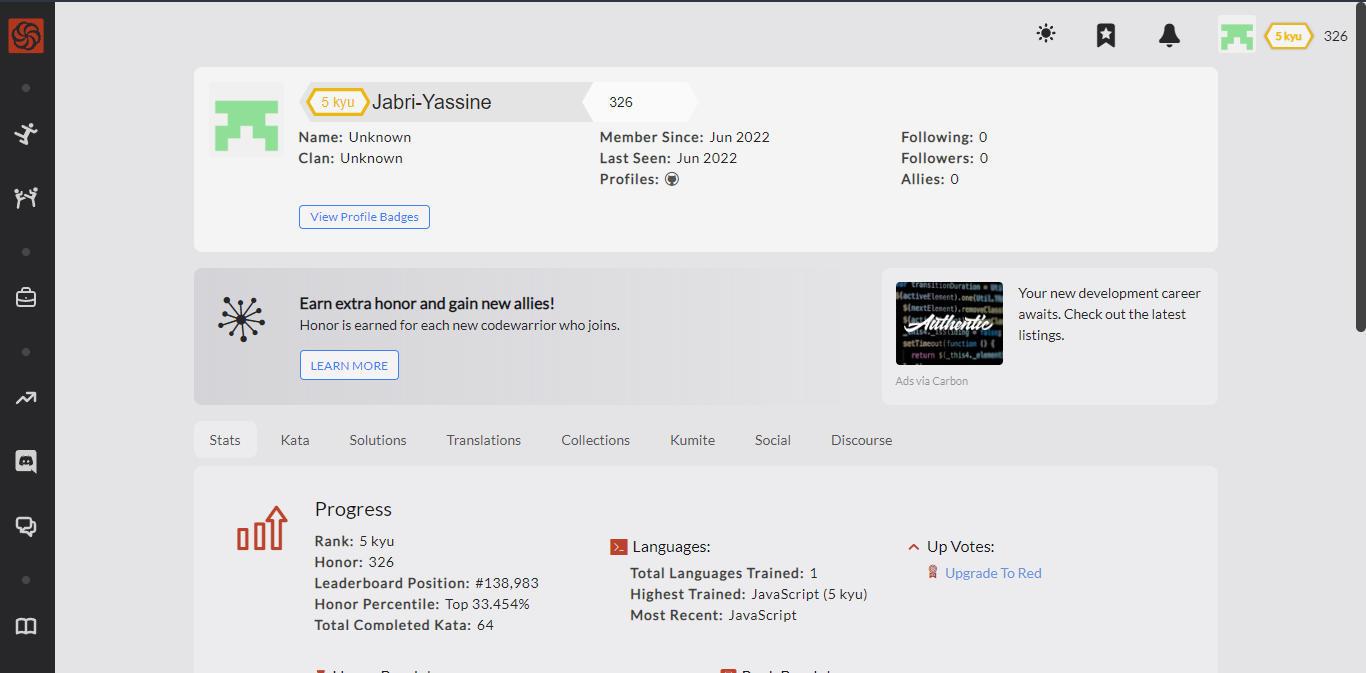 5 kyu 326
5 kyu Jabri-Yassine 326
Name: Unknown
Clan: Unknown
Member Since: Jun 2022
Last Seen: Jun 2022
Profiles:
Following: 0
Followers: 0
Allies: 0
View Profile Badges
Earn extra honor and gain new allies!
Honor is earned for each new codewarrior who joins.
LEARN MORE
Authentic
setTimeout(function () {
return $(_this4._element
Your new development career
awaits. Check out the latest
listings.
Ads via Carbon
Stats Kata Solutions Translations Collections Kumite Social Discourse
Progress
Rank: 5 kyu
Honor: 326
Leaderboard Position: #138,983
Honor Percentile: Top 33.454%
Total Completed Kata: 64
Languages:
Total Languages Trained: 1
Highest Trained: JavaScript (5 kyu)
Most Recent: JavaScript
Up Votes:
Upgrade To Red